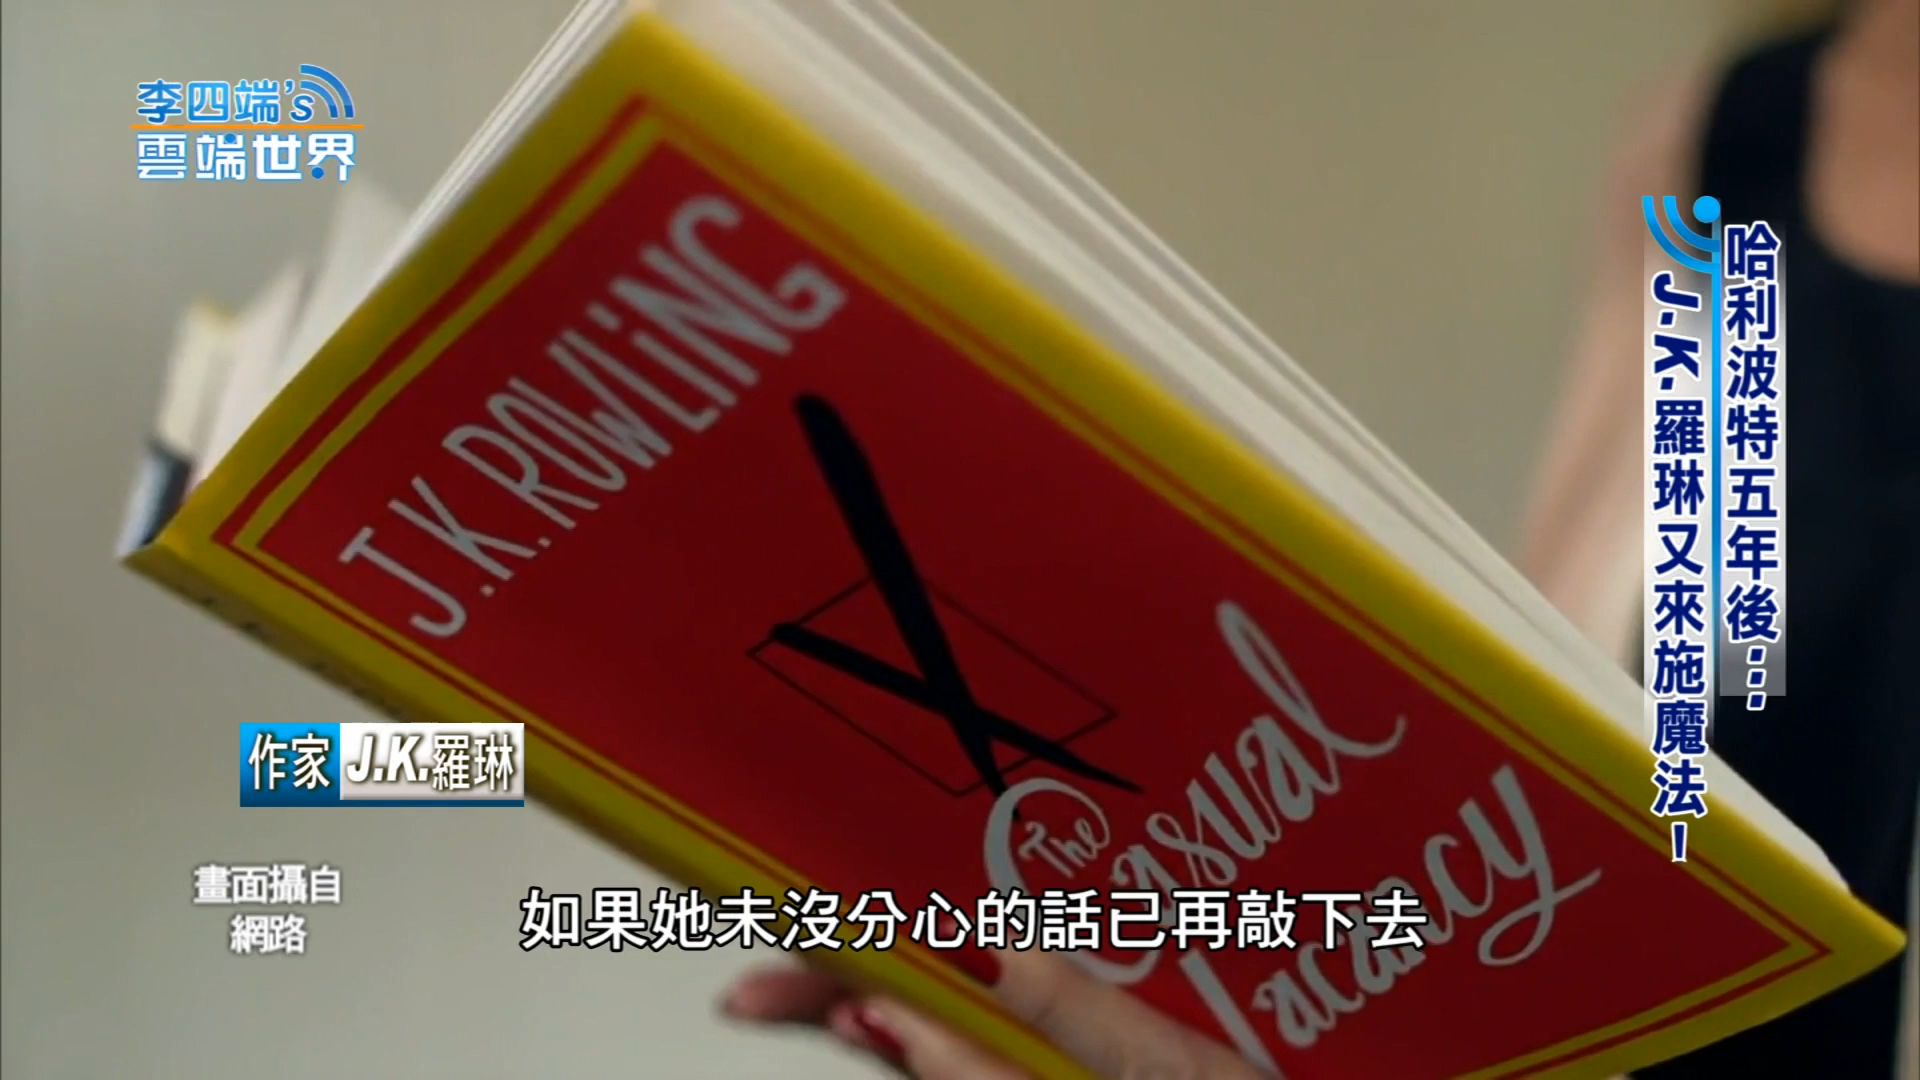 李四端's
雲端世界
哈利波特五年後⋯⋯
J.K.羅琳又來施魔法！
J.K.ROWLING
The
Casual
Vacancy
作家 J.K.羅琳
畫面攝自
網路
如果她未沒分心的話已再敲下去